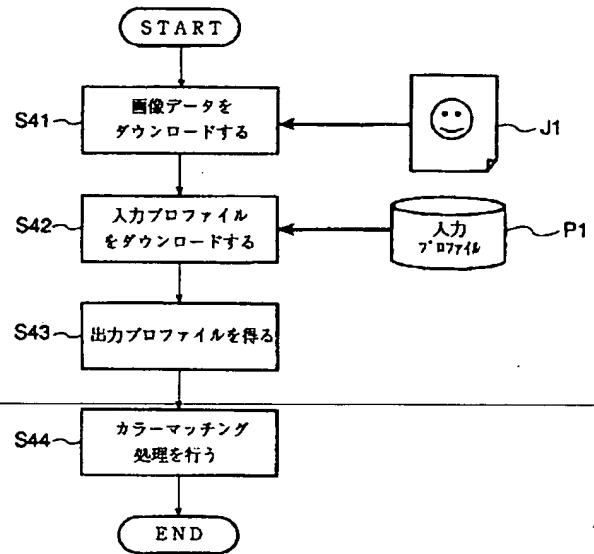 START
S41
画像データを
ダウンロードする
J1
S42
入力プロファイル
をダウンロードする
入力
プロファイル
P1
S43
出力プロファイルを得る
S44
カラーマッチング
処理を行う
END